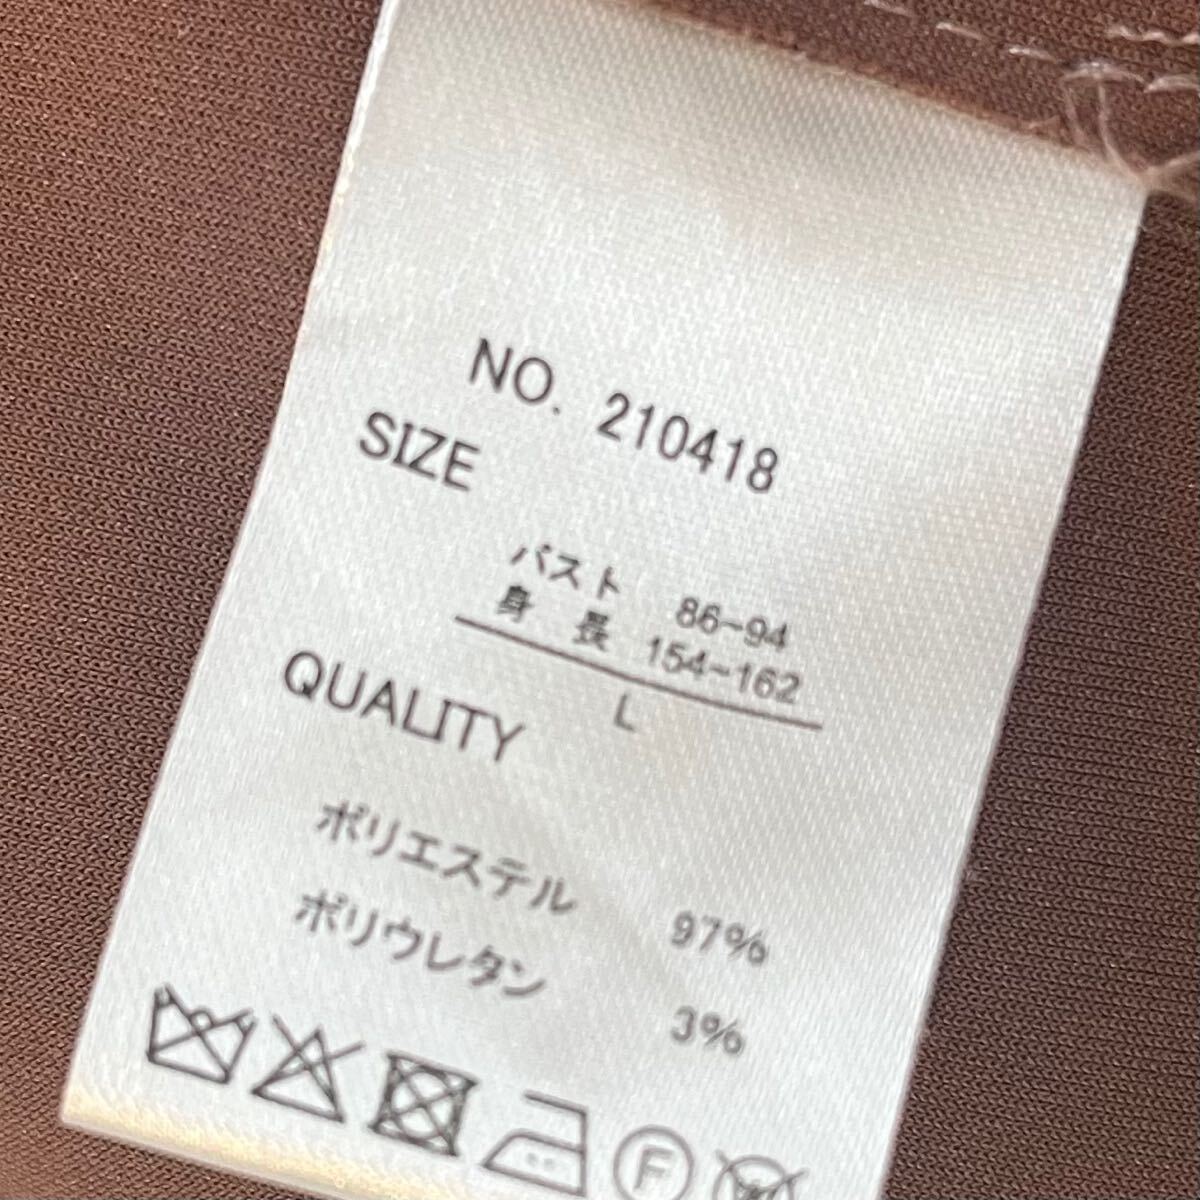 NO. 210418
SIZE
バスト 86-94
身長 154-162
L
QUALITY
ポリエステル 97%
ポリウレタン 3%
F